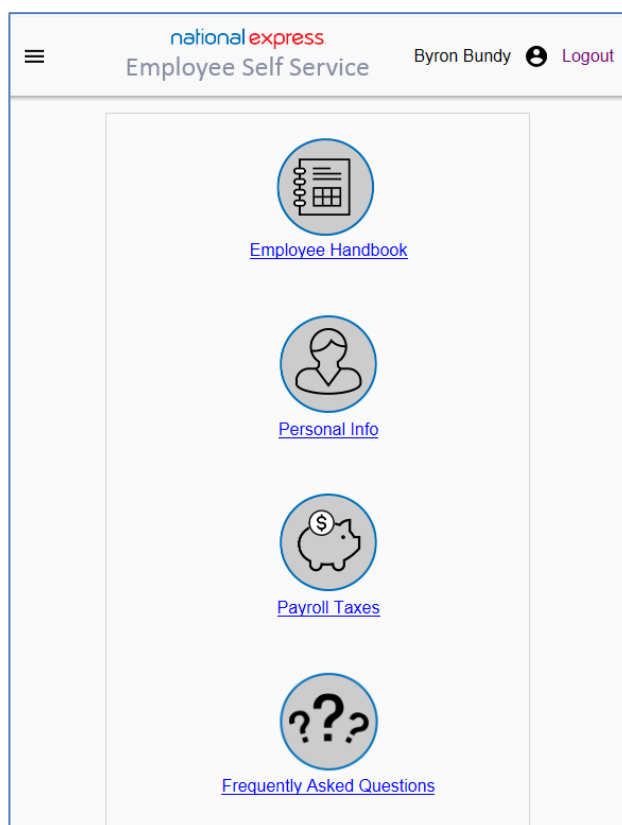 national express
Employee Self Service
Byron Bundy
Logout
Employee Handbook
Personal Info
$
Payroll Taxes
???
Frequently Asked Questions